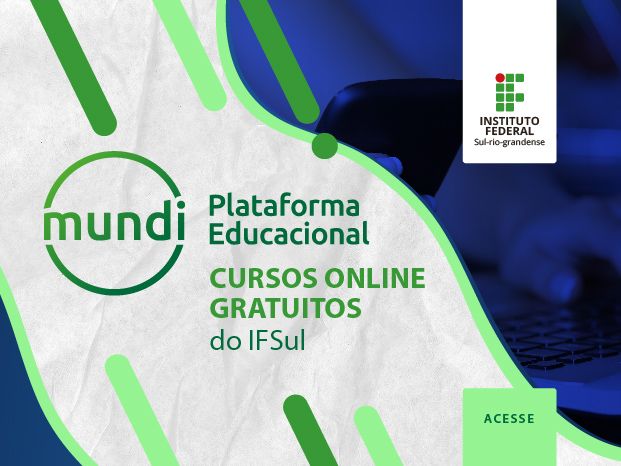 INSTITUTO
FEDERAL
Sul-rio-grandense
mundi
Plataforma
Educacional
CURSOS ONLINE
GRATUITOS
do IFSul
ACESSE